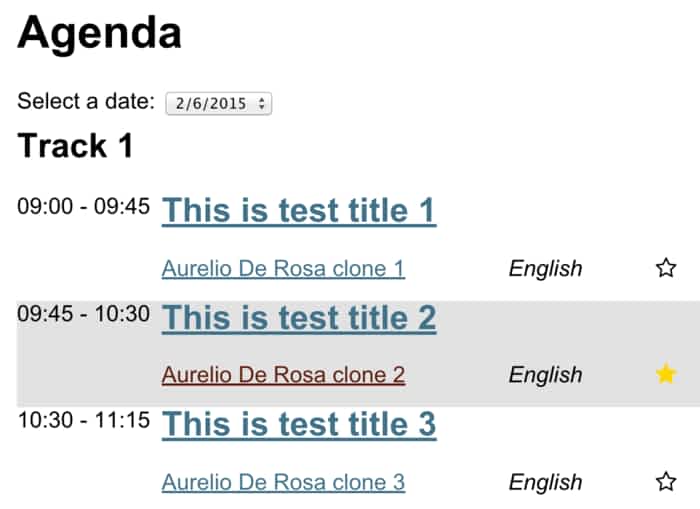 Agenda
Select a date: 2/6/2015
Track 1
09:00 - 09:45 This is test title 1
Aurelio De Rosa clone 1 English
09:45 - 10:30 This is test title 2
Aurelio De Rosa clone 2 English
10:30 - 11:15 This is test title 3
Aurelio De Rosa clone 3 English